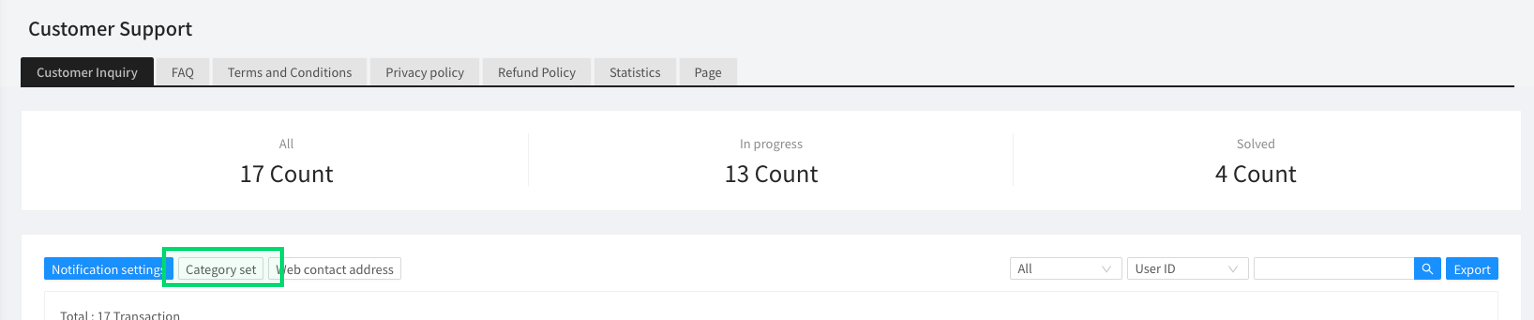 Customer Support
Customer Inquiry FAQ Terms and Conditions Privacy policy Refund Policy Statistics Page
All In progress Solved
17 Count 13 Count 4 Count
Notification settings Category set Web contact address All User ID Export
Total : 17 Transaction